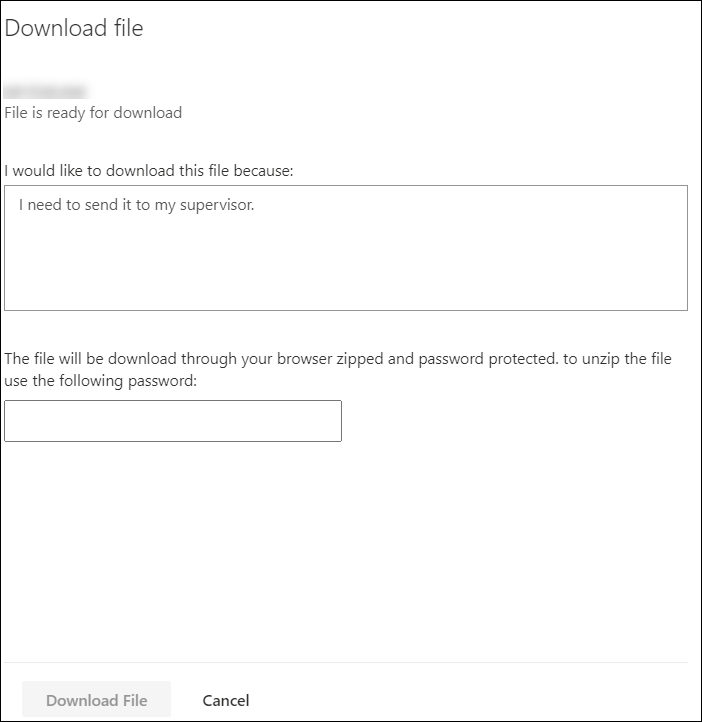 Download file
File is ready for download
I would like to download this file because:
I need to send it to my supervisor.
The file will be download through your browser zipped and password protected. to unzip the file
use the following password:
Download File
Cancel